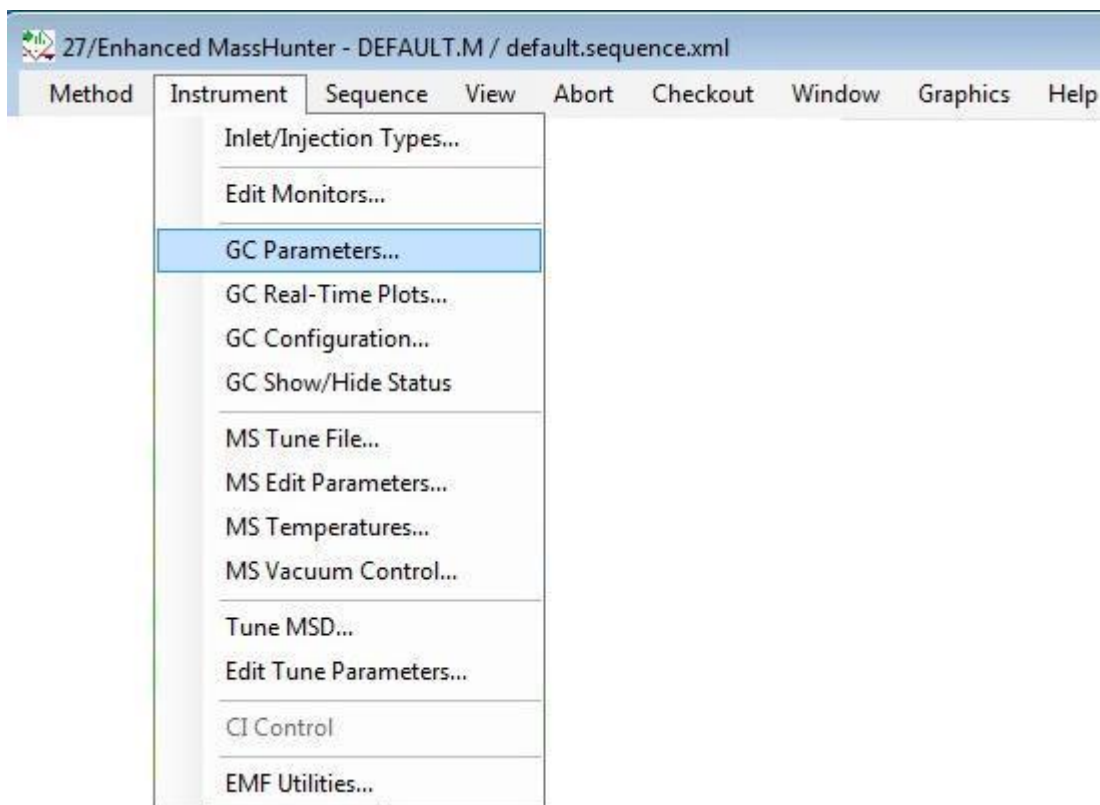 27/Enhanced MassHunter - DEFAULT.M / default.sequence.xml
Method Instrument Sequence View Abort Checkout Window Graphics Help
Inlet/Injection Types...
Edit Monitors...
GC Parameters...
GC Real-Time Plots...
GC Configuration...
GC Show/Hide Status
MS Tune File...
MS Edit Parameters...
MS Temperatures...
MS Vacuum Control...
Tune MSD...
Edit Tune Parameters...
CI Control
EMF Utilities...